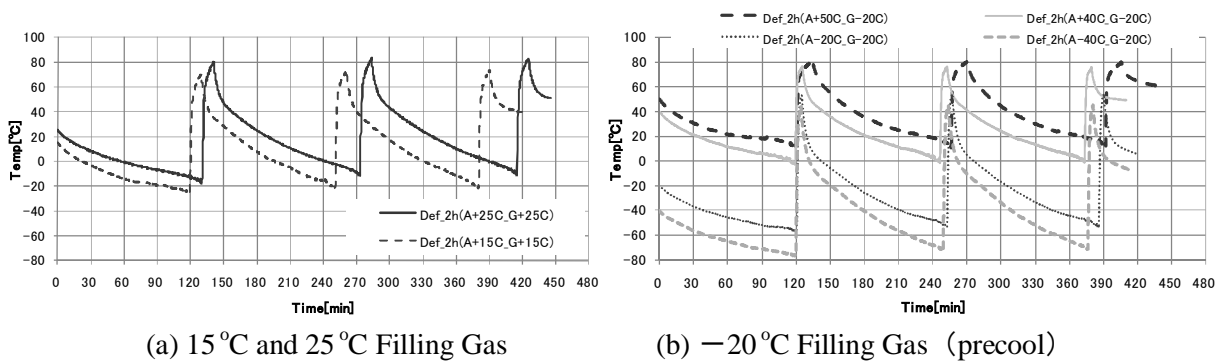 Def_2h(A+50C_G-20C) Def_2h(A+40C_G-20C)
Def_2h(A-20C_G-20C) Def_2h(A-40C_G-20C)
100
80
60
40
20
0
-20
-40
-60
-80
Temp[℃]
Def_2h(A+25C_G+25C)
Def_2h(A+15C_G+15C)
0 30 60 90 120 150 180 210 240 270 300 330 360 390 420 450 480
Time[min]
100
80
60
40
20
0
-20
-40
-60
-80
Temp[℃]
0 30 60 90 120 150 180 210 240 270 300 330 360 390 420 450 480
Time[min]
(a) 15 °C and 25 °C Filling Gas
(b) －20 °C Filling Gas（precool）